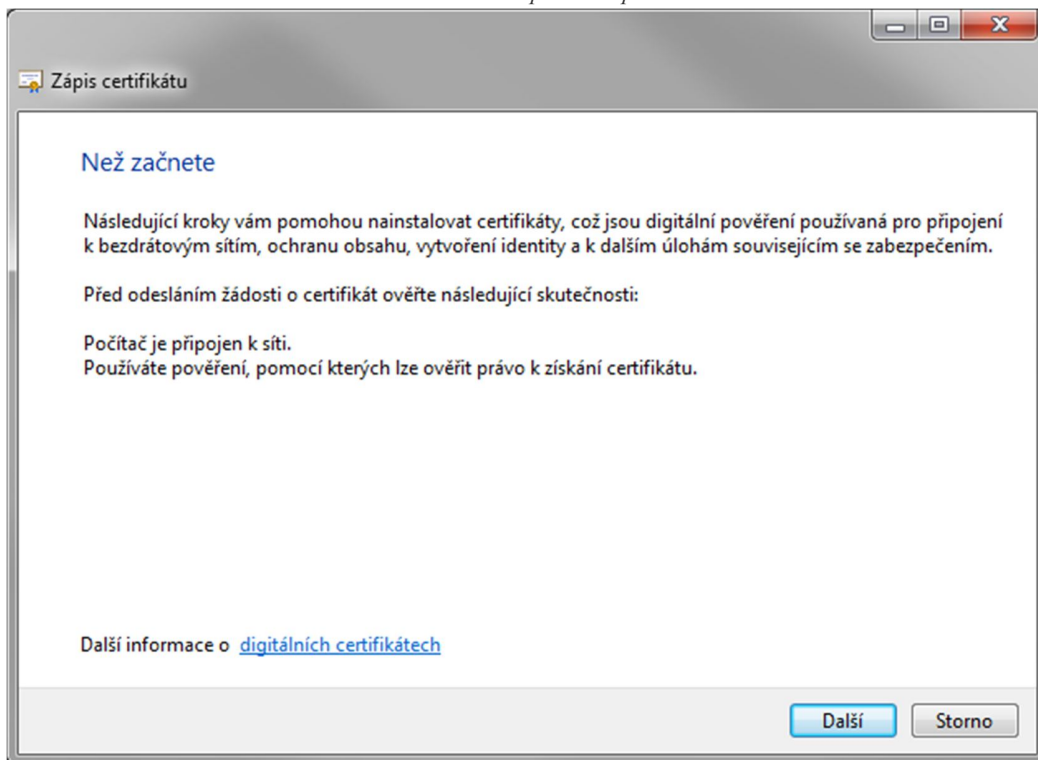 Zápis certifikátu
Než začnete
Následující kroky vám pomohou nainstalovat certifikáty, což jsou digitální pověření používaná pro připojení
k bezdrátovým sítím, ochranu obsahu, vytvoření identity a k dalším úlohám souvisejícím se zabezpečením.
Před odesláním žádosti o certifikát ověřte následující skutečnosti:
Počítač je připojen k síti.
Používáte pověření, pomocí kterých lze ověřit právo k získání certifikátu.
Další informace o digitálních certifikátech
Další Storno